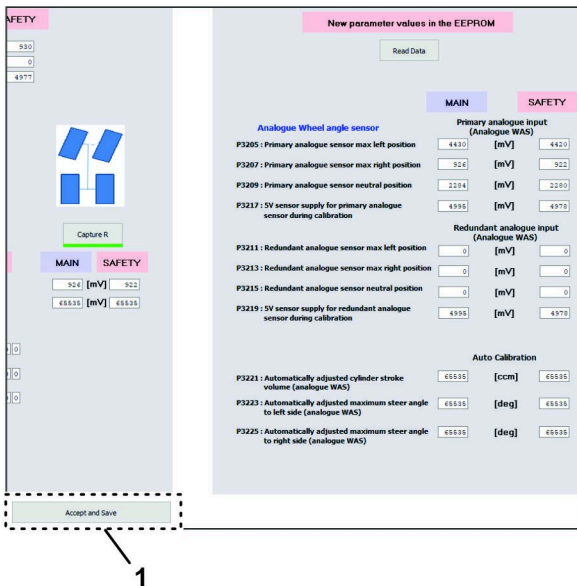 AFETY
930
0
4977
Capture R
MAIN SAFETY
926 [mV] 922
65535 [mV] 65535
0
0
0
Accept and Save
1
New parameter values in the EEPROM
Read Data
MAIN SAFETY
Analogue Wheel angle sensor
Primary analogue input
(Analogue WAS)
P3205 : Primary analogue sensor max left position 4430 [mV] 4420
P3207 : Primary analogue sensor max right position 926 [mV] 922
P3209 : Primary analogue sensor neutral position 2284 [mV] 2280
P3217 : 5V sensor supply for primary analogue 4995 [mV] 4978
sensor during calibration
Redundant analogue input
(Analogue WAS)
P3211 : Redundant analogue sensor max left position 0 [mV] 0
P3213 : Redundant analogue sensor max right position 0 [mV] 0
P3215 : Redundant analogue sensor neutral position 0 [mV] 0
P3219 : 5V sensor supply for redundant analogue 4995 [mV] 4978
sensor during calibration
Auto Calibration
P3221 : Automatically adjusted cylinder stroke 65535 [ccm] 65535
volume (analogue WAS)
P3223 : Automatically adjusted maximum steer angle 65535 [deg] 65535
to left side (analogue WAS)
P3225 : Automatically adjusted maximum steer angle 65535 [deg] 65535
to right side (analogue WAS)